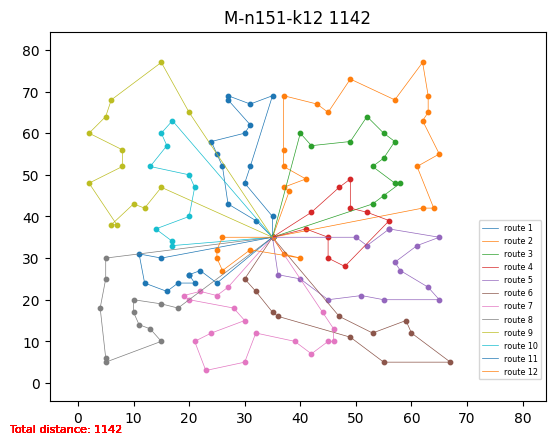 M-n151-k12 1142
80
70
60
50
40
30
20
10
0
route 1
route 2
route 3
route 4
route 5
route 6
route 7
route 8
route 9
route 10
route 11
route 12
0 10 20 30 40 50 60 70 80
Total distance: 1142